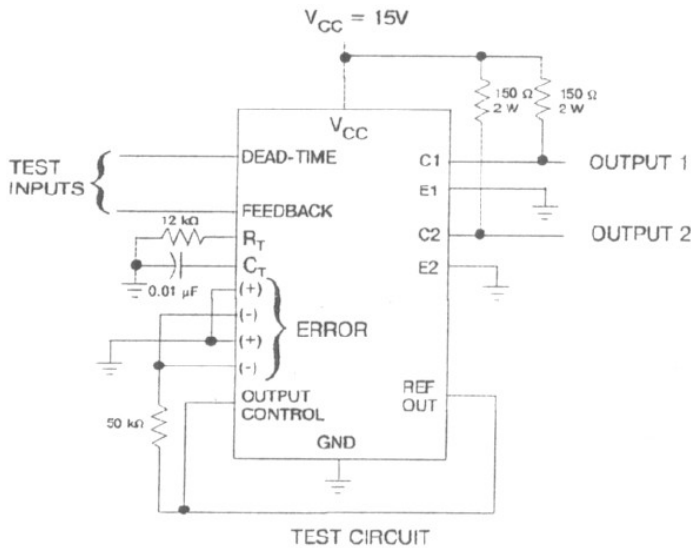 V_CC = 15V
150 Ω
2 W
150 Ω
2 W
V_CC
TEST
INPUTS
DEAD-TIME
C1
OUTPUT 1
E1
FEEDBACK
12 kΩ
R_T
C2
OUTPUT 2
C_T
E2
0.01 µF
(+)
(-)
ERROR
(+)
(-)
OUTPUT
CONTROL
REF
OUT
50 kΩ
GND
TEST CIRCUIT